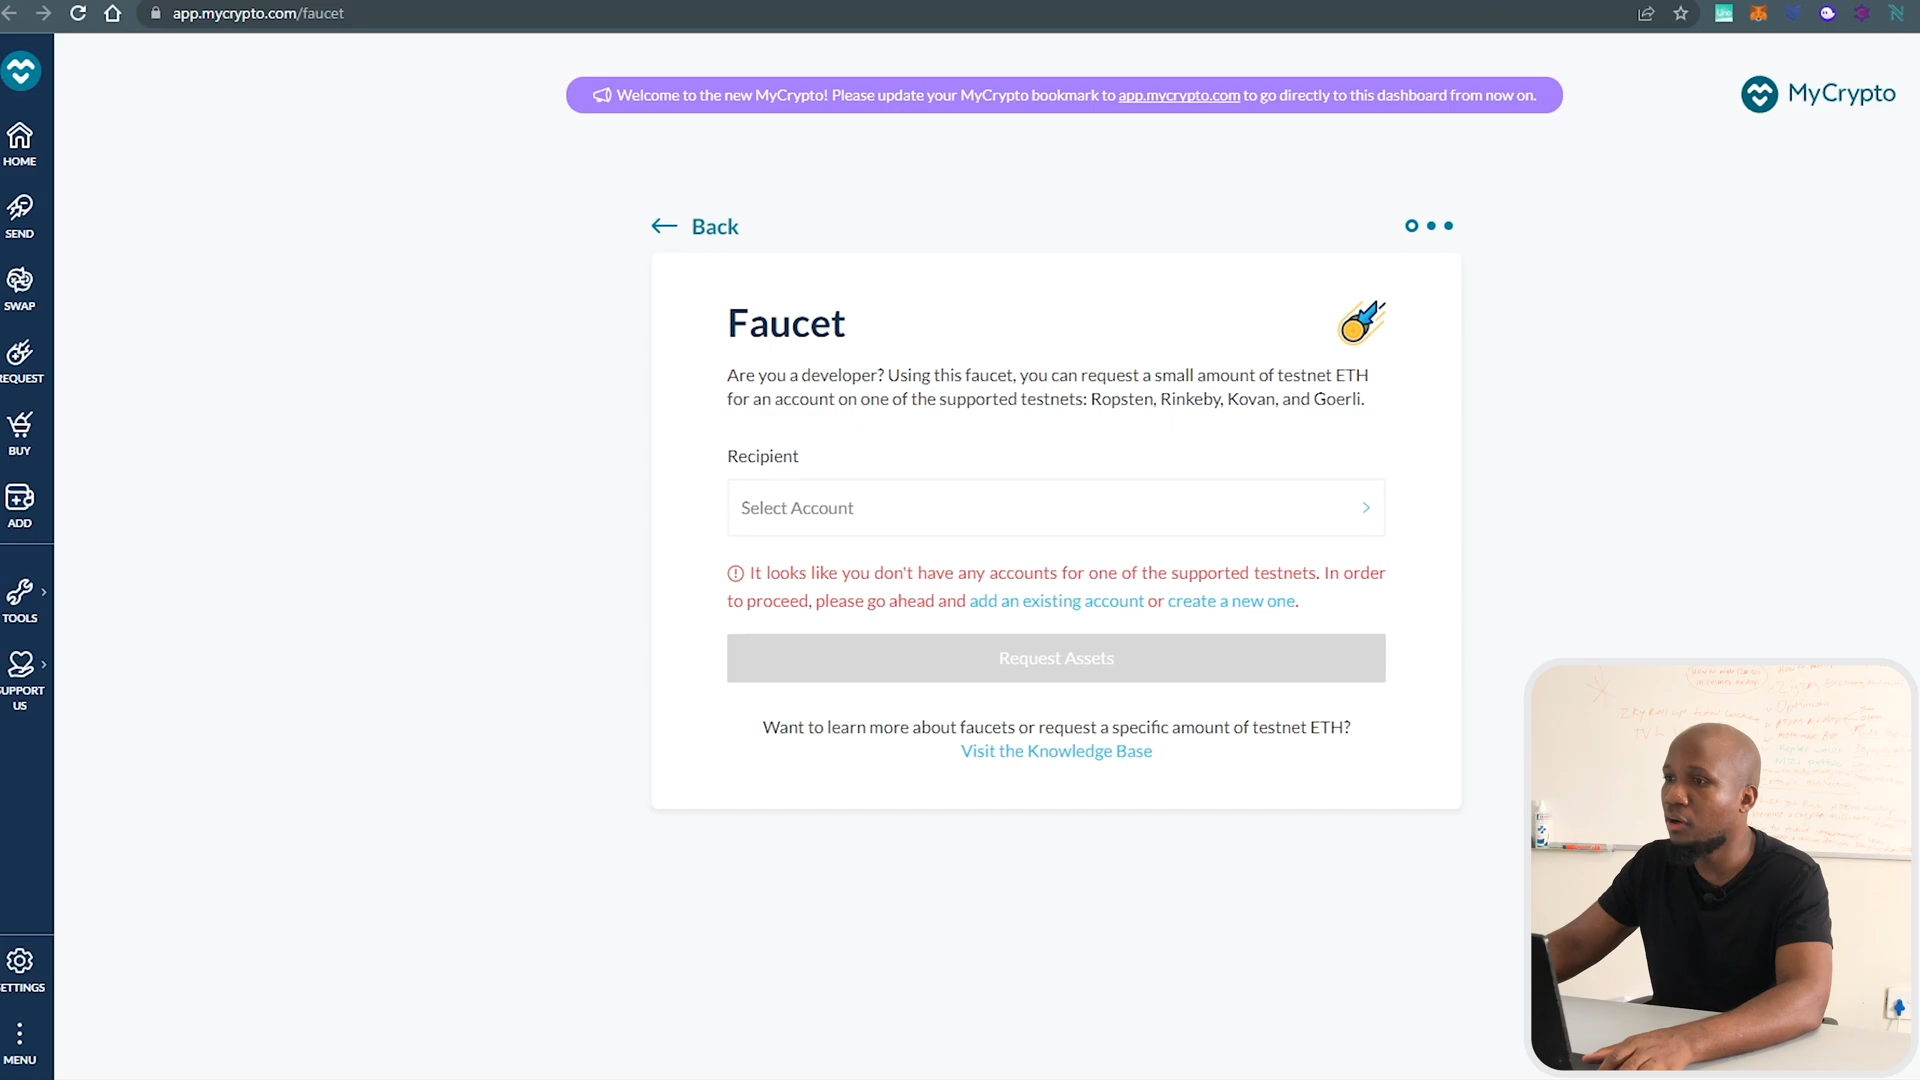 app.mycrypto.com/faucet
Welcome to the new MyCrypto! Please update your MyCrypto bookmark to app.mycrypto.com to go directly to this dashboard from now on.
MyCrypto
HOME
SEND
SWAP
EQUEST
BUY
ADD
TOOLS
UPPORT
US
ETTINGS
MENU
Back
Faucet
Are you a developer? Using this faucet, you can request a small amount of testnet ETH
for an account on one of the supported testnets: Ropsten, Rinkeby, Kovan, and Goerli.
Recipient
Select Account
It looks like you don't have any accounts for one of the supported testnets. In order
to proceed, please go ahead and add an existing account or create a new one.
Request Assets
Want to learn more about faucets or request a specific amount of testnet ETH?
Visit the Knowledge Base